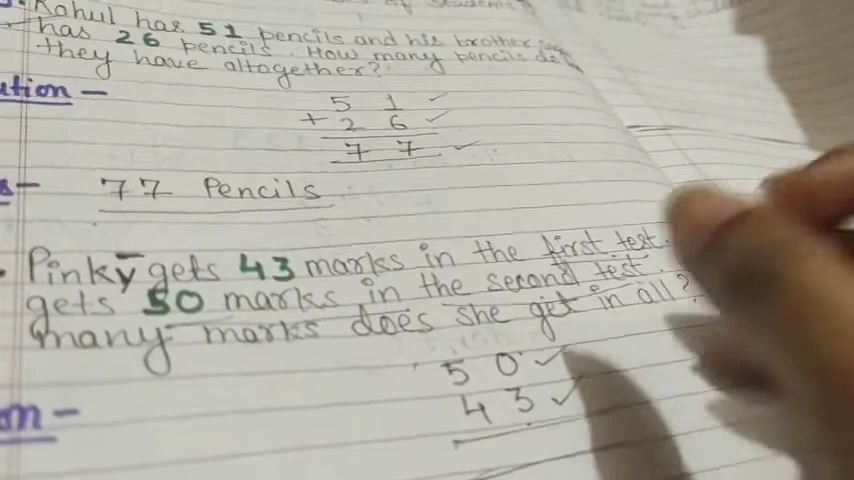 Rahul has 51 pencils and his brother
has 26 pencils. How many pencils do
they have altogether?
ution -
5 1 ✓
+ 2 6 ✓
7 7 ✓
s- 77 Pencils
Pinky gets 43 marks in the first test.
gets 50 marks in the second test.
many marks does she get in all?
5 0 ✓
4 3 ✓
on -